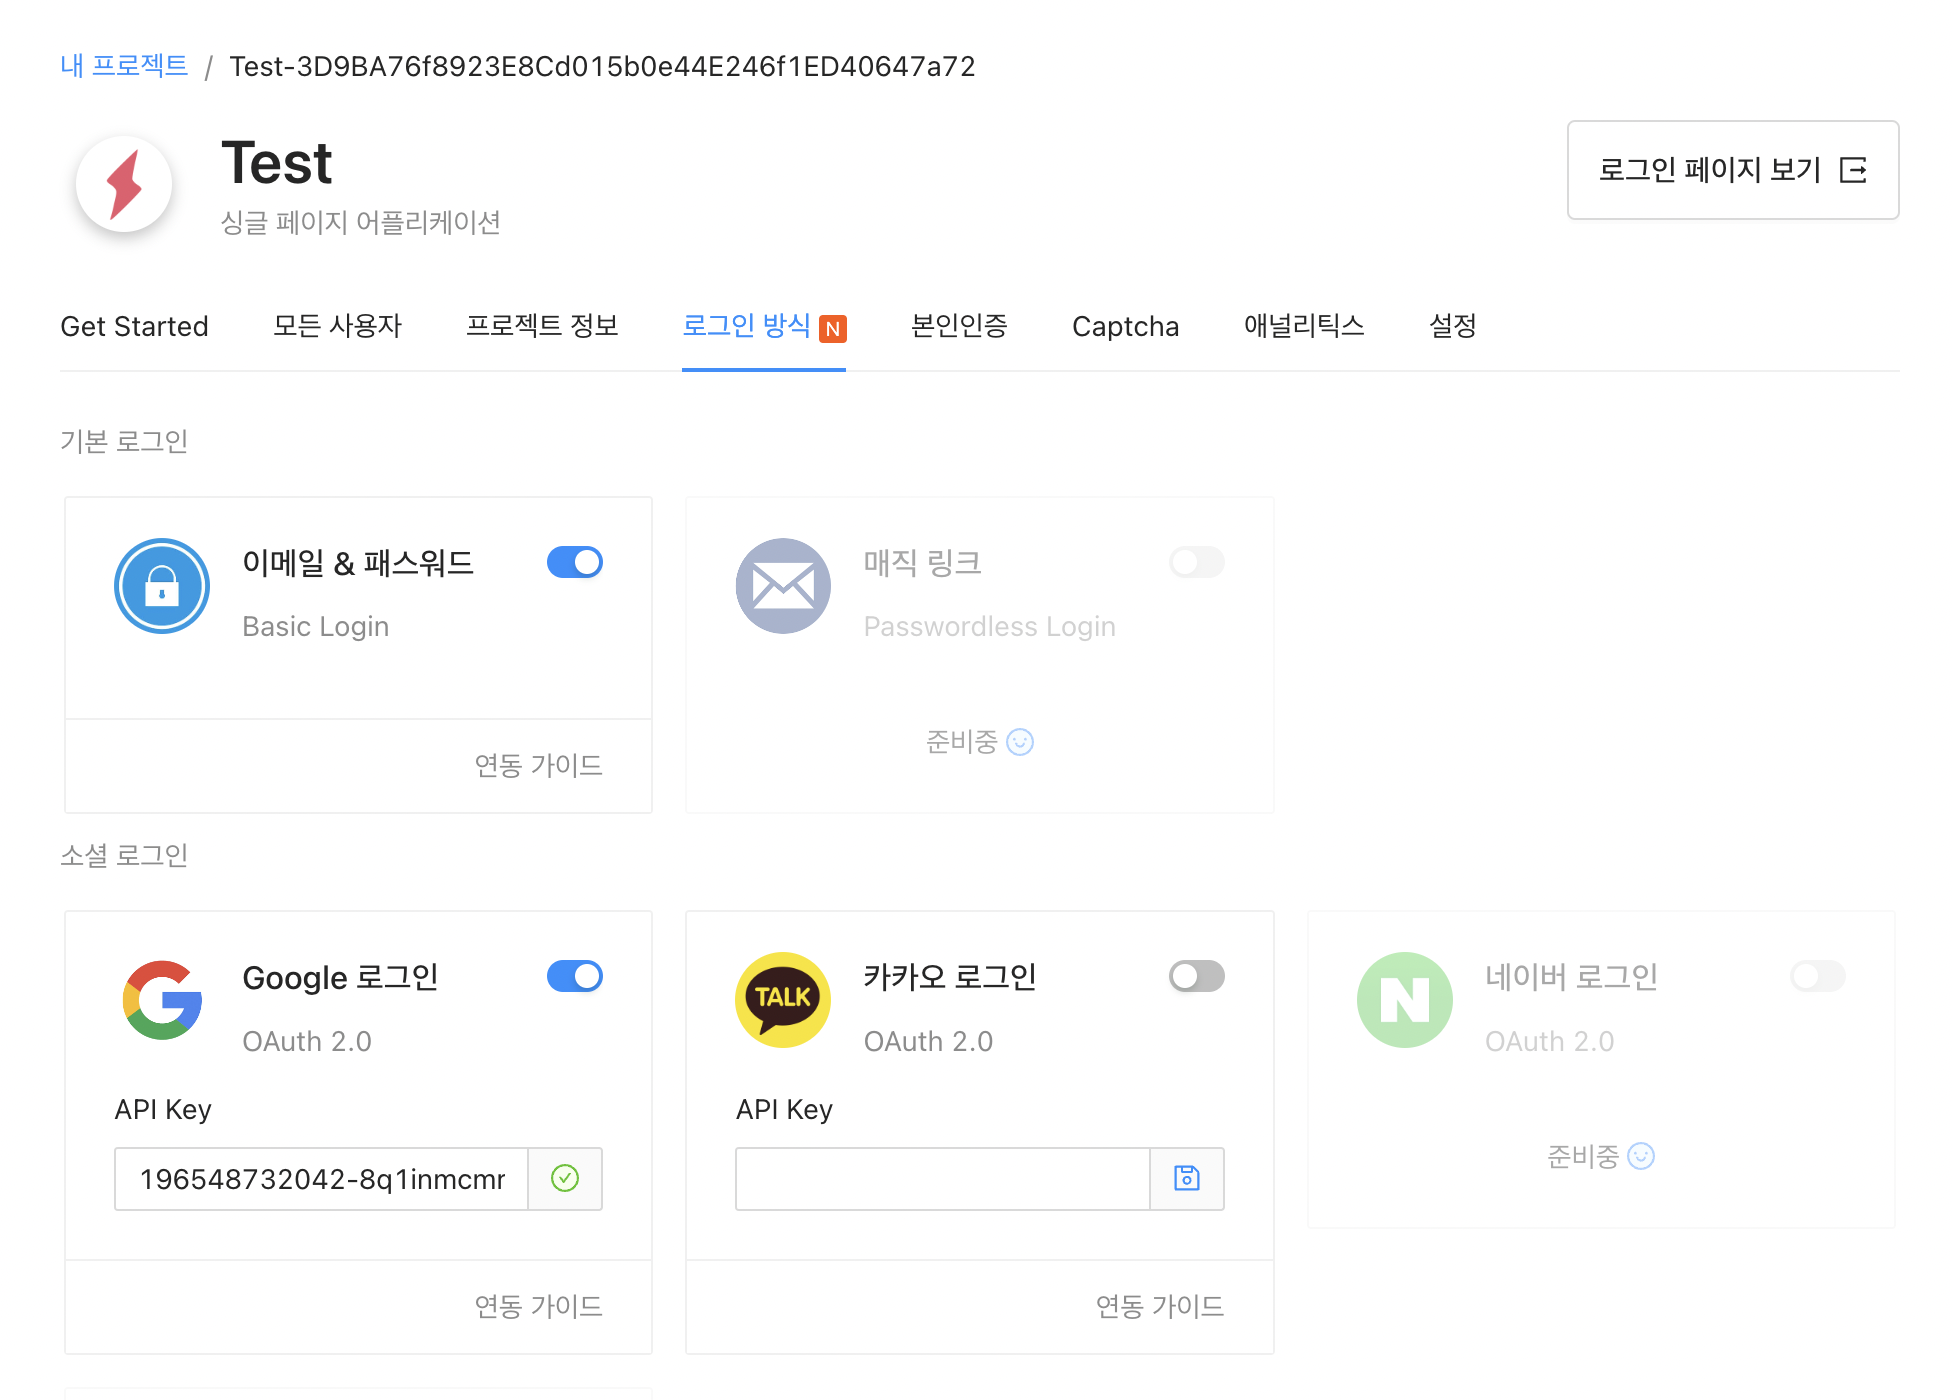 내 프로젝트 / Test-3D9BA76f8923E8Cd015b0e44E246f1ED40647a72
Test
싱글 페이지 어플리케이션
로그인 페이지 보기
Get Started 모든 사용자 프로젝트 정보 로그인 방식 N 본인인증 Captcha 애널리틱스 설정
기본 로그인
이메일 & 패스워드
Basic Login
연동 가이드
매직 링크
Passwordless Login
준비중
소셜 로그인
Google 로그인
OAuth 2.0
API Key
196548732042-8q1inmcmr
연동 가이드
TALK
카카오 로그인
OAuth 2.0
API Key
연동 가이드
N
네이버 로그인
OAuth 2.0
준비중